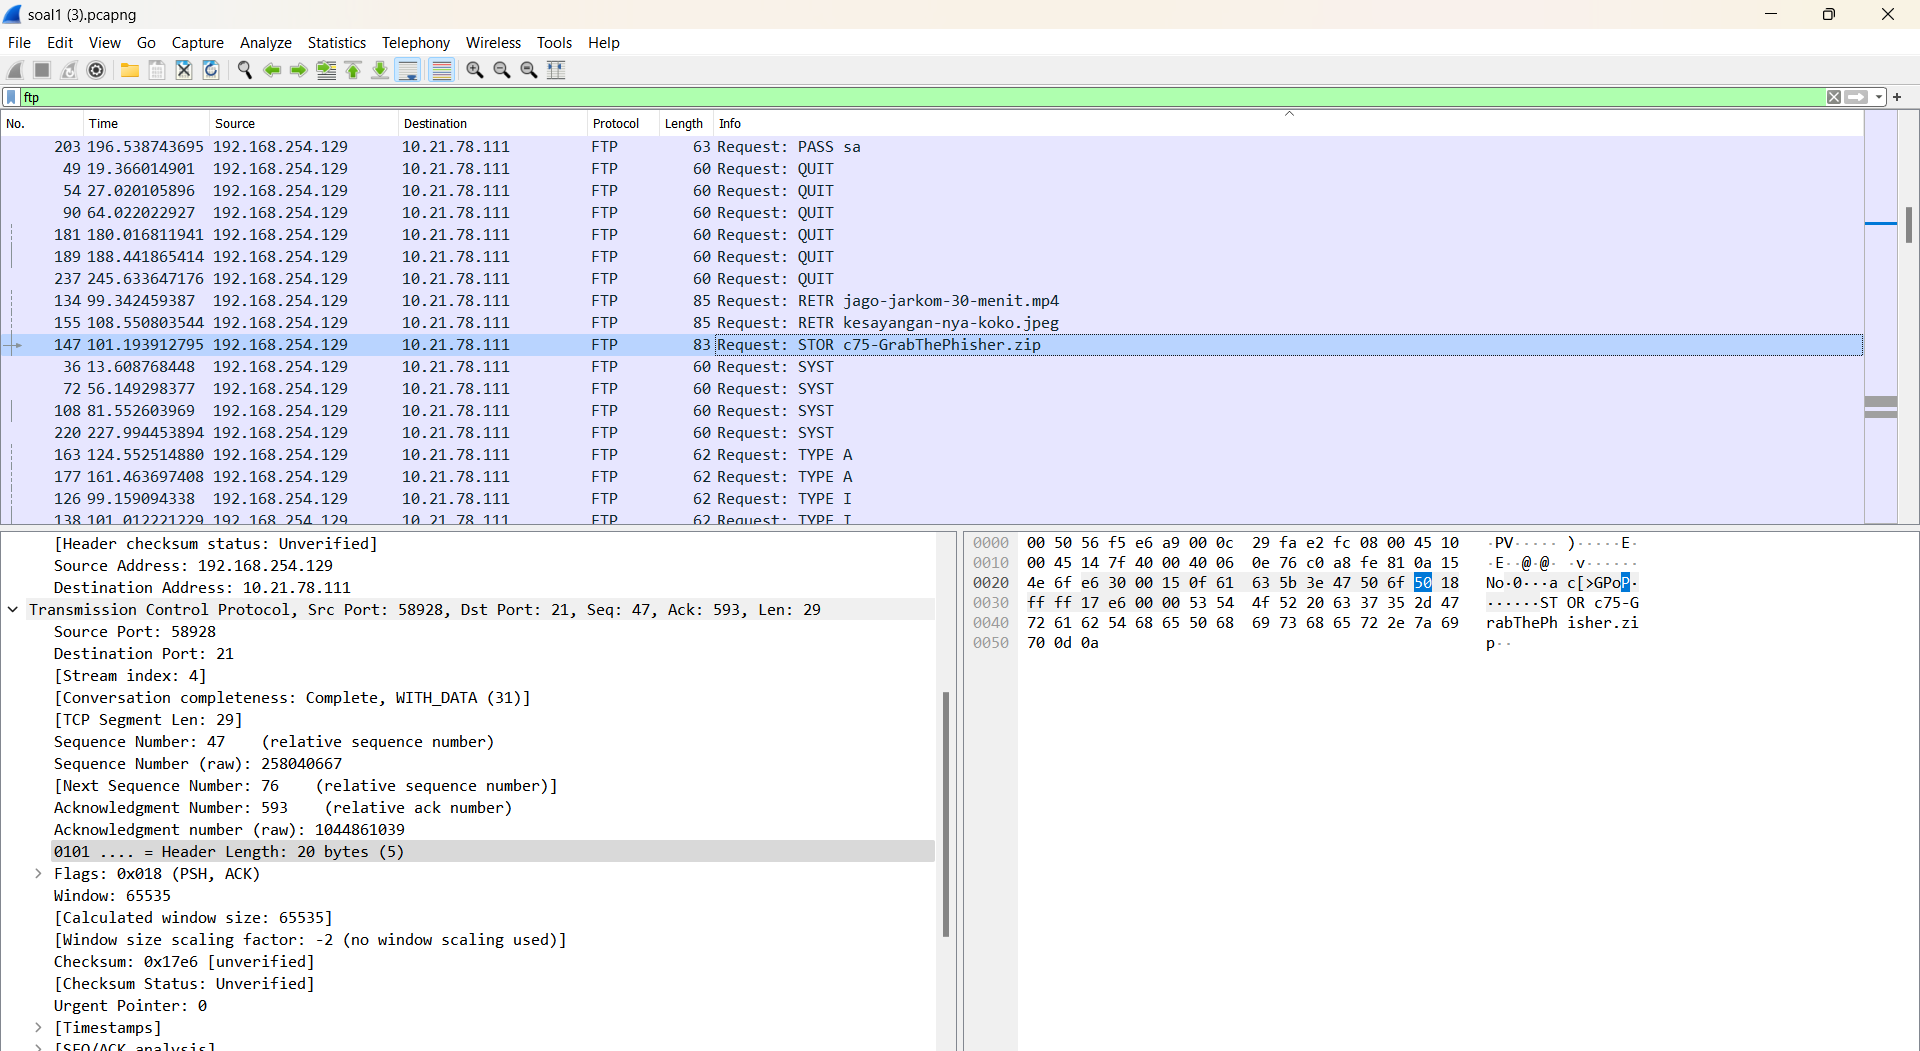 soal1 (3).pcapng
File Edit View Go Capture Analyze Statistics Telephony Wireless Tools Help
ftp
No. Time Source Destination Protocol Length Info
203 196.538743695 192.168.254.129 10.21.78.111 FTP 63 Request: PASS sa
49 19.366014901 192.168.254.129 10.21.78.111 FTP 60 Request: QUIT
54 27.020105896 192.168.254.129 10.21.78.111 FTP 60 Request: QUIT
90 64.022022927 192.168.254.129 10.21.78.111 FTP 60 Request: QUIT
181 180.016811941 192.168.254.129 10.21.78.111 FTP 60 Request: QUIT
189 188.441865414 192.168.254.129 10.21.78.111 FTP 60 Request: QUIT
237 245.633647176 192.168.254.129 10.21.78.111 FTP 60 Request: QUIT
134 99.342459387 192.168.254.129 10.21.78.111 FTP 85 Request: RETR jago-jarkom-30-menit.mp4
155 108.550803544 192.168.254.129 10.21.78.111 FTP 85 Request: RETR kesayangan-nya-koko.jpeg
147 101.193912795 192.168.254.129 10.21.78.111 FTP 83 Request: STOR c75-GrabThePhisher.zip
36 13.608768448 192.168.254.129 10.21.78.111 FTP 60 Request: SYST
72 56.149298377 192.168.254.129 10.21.78.111 FTP 60 Request: SYST
108 81.552603969 192.168.254.129 10.21.78.111 FTP 60 Request: SYST
220 227.994453894 192.168.254.129 10.21.78.111 FTP 60 Request: SYST
163 124.552514880 192.168.254.129 10.21.78.111 FTP 62 Request: TYPE A
177 161.463697408 192.168.254.129 10.21.78.111 FTP 62 Request: TYPE A
126 99.159094338 192.168.254.129 10.21.78.111 FTP 62 Request: TYPE I
138 101.012221229 192.168.254.129 10.21.78.111 FTP 62 Request: TYPE I
[Header checksum status: Unverified]
Source Address: 192.168.254.129
Destination Address: 10.21.78.111
Transmission Control Protocol, Src Port: 58928, Dst Port: 21, Seq: 47, Ack: 593, Len: 29
Source Port: 58928
Destination Port: 21
[Stream index: 4]
[Conversation completeness: Complete, WITH_DATA (31)]
[TCP Segment Len: 29]
Sequence Number: 47 (relative sequence number)
Sequence Number (raw): 258040667
[Next Sequence Number: 76 (relative sequence number)]
Acknowledgment Number: 593 (relative ack number)
Acknowledgment number (raw): 1044861039
0101 .... = Header Length: 20 bytes (5)
Flags: 0x018 (PSH, ACK)
Window: 65535
[Calculated window size: 65535]
[Window size scaling factor: -2 (no window scaling used)]
Checksum: 0x17e6 [unverified]
[Checksum Status: Unverified]
Urgent Pointer: 0
[Timestamps]
[SEQ/ACK analysis]
0000 00 50 56 f5 e6 a9 00 0c 29 fa e2 fc 08 00 45 10 ·PV····· )·····E·
0010 00 45 14 7f 40 00 40 06 0e 76 c0 a8 fe 81 0a 15 ·E··@·@· ·v······
0020 4e 6f e6 30 00 15 0f 61 63 5b 3e 47 50 6f 50 18 No·0···a c[>GPoP·
0030 ff ff 17 e6 00 00 53 54 4f 52 20 63 37 35 2d 47 ······ST OR c75-G
0040 72 61 62 54 68 65 50 68 69 73 68 65 72 2e 7a 69 rabThePh isher.zi
0050 70 0d 0a p··